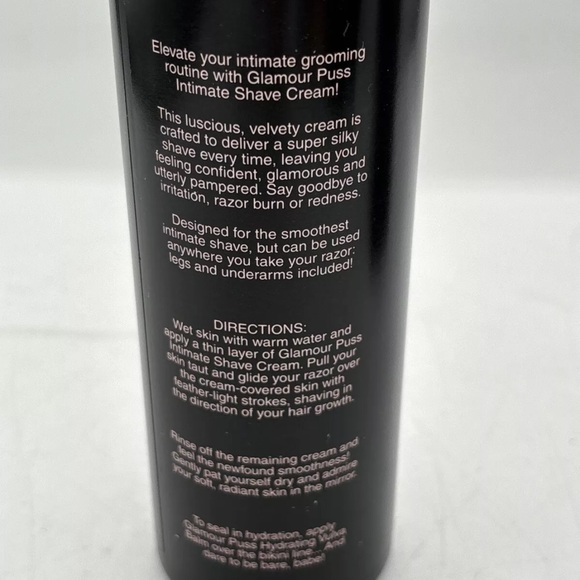 Elevate your intimate grooming
routine with Glamour Puss
Intimate Shave Cream!
This luscious, velvety cream is
crafted to deliver a super silky
shave every time, leaving you
feeling confident, glamorous and
utterly pampered. Say goodbye to
irritation, razor burn or redness.
Designed for the smoothest
intimate shave, but can be used
anywhere you take your razor:
legs and underarms included!
DIRECTIONS:
Wet skin with warm water and
apply a thin layer of Glamour Puss
Intimate Shave Cream. Pull your
skin taut and glide your razor over
the cream-covered skin with
feather-light strokes, shaving in
the direction of your hair growth.
Rinse off the remaining cream and
feel the newfound smoothness!
Gently pat yourself dry and admire
your soft, radiant skin in the mirror.
To seal in hydration, apply
Glamour Puss Hydrating Vulva
Balm over the bikini line... And
dare to be bare, babe!